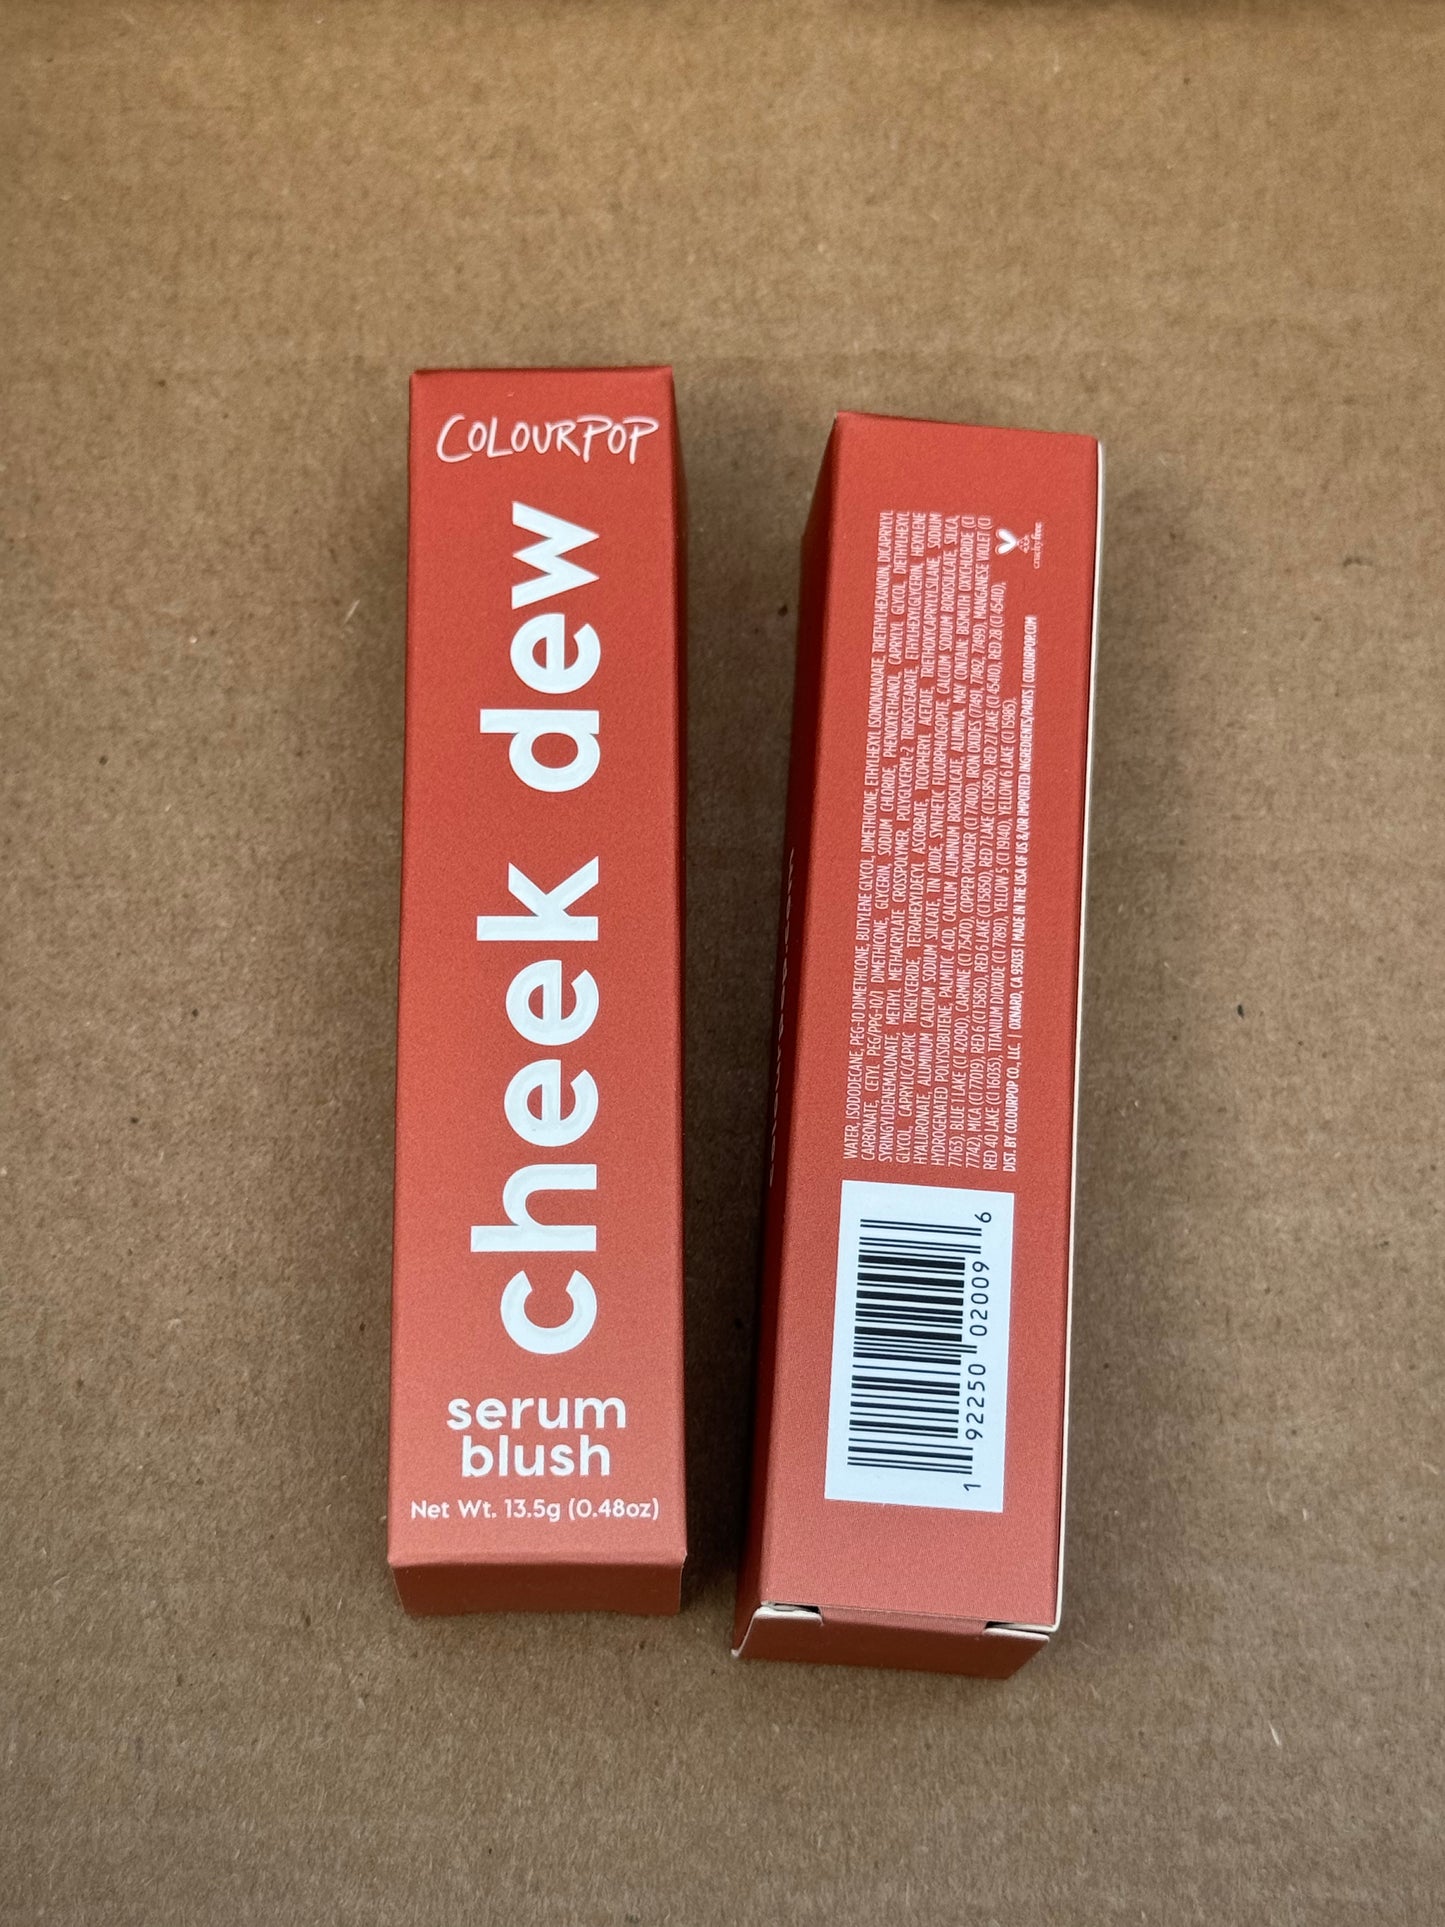 COLOURPOP
cheek dew
serum
blush
Net Wt. 13.5g (0.48oz)
WATER, ISODODECANE, PEG-10 DIMETHICONE, BUTYLENE GLYCOL, DIMETHICONE, ETHYLHEXYL ISONONANOATE, TRIETHYLHEXANOIN, DICAPRYLYL
CARBONATE, CETYL PEG/PPG-10/1 DIMETHICONE, GLYCERIN, SODIUM CHLORIDE, PHENOXYETHANOL, CAPRYLYL GLYCOL, DIETHYLHEXYL
SYRINGYLIDENEMALONATE, METHYL METHACRYLATE CROSSPOLYMER, POLYGLYCERYL-2 TRIISOSTEARATE, ETHYLHEXYLGLYCERIN, HEXYLENE
GLYCOL, CAPRYLIC/CAPRIC TRIGLYCERIDE, TETRAHEXYLDECYL ASCORBATE, TOCOPHERYL ACETATE, TRIETHOXYCAPRYLYLSILANE, SODIUM
HYALURONATE, ALUMINUM CALCIUM SODIUM SILICATE, TIN OXIDE, SYNTHETIC FLUORPHLOGOPITE, CALCIUM SODIUM BOROSILICATE, SILICA,
HYDROGENATED POLYISOBUTENE, PALMITIC ACID, CALCIUM ALUMINUM BOROSILICATE, ALUMINA. MAY CONTAIN: BISMUTH OXYCHLORIDE (CI
77163), BLUE 1 LAKE (CI 42090), CARMINE (CI 75470), COPPER POWDER (CI 77400), IRON OXIDES (77491, 77492, 77499), MANGANESE VIOLET (CI
77742), MICA (CI 77019), RED 6 (CI 15850), RED 6 LAKE (CI 15850), RED 7 LAKE (CI 15850), RED 27 LAKE (CI 45410), RED 28 (CI 45410),
RED 40 LAKE (CI 16035), TITANIUM DIOXIDE (CI 77891), YELLOW 5 (CI 19140), YELLOW 6 LAKE (CI 15985).
DIST. BY COLOURPOP CO., LLC. | OXNARD, CA 93033 | MADE IN THE USA OF US &/OR IMPORTED INGREDIENTS/PARTS | COLOURPOP.COM
cruelty free
1 92250 02009 6